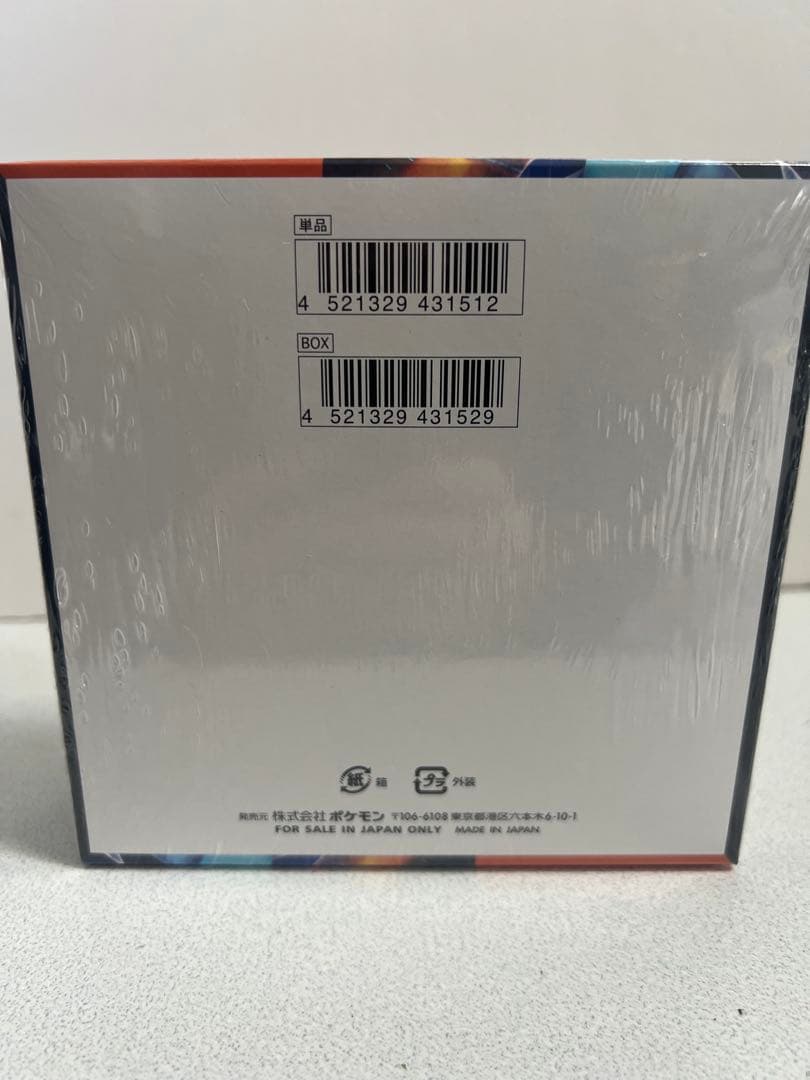 単品
4 521329 431512
BOX
4 521329 431529
紙 箱 プラ 外装
発売元 株式会社 ポケモン 〒106-6108 東京都港区六本木6-10-1
FOR SALE IN JAPAN ONLY MADE IN JAPAN